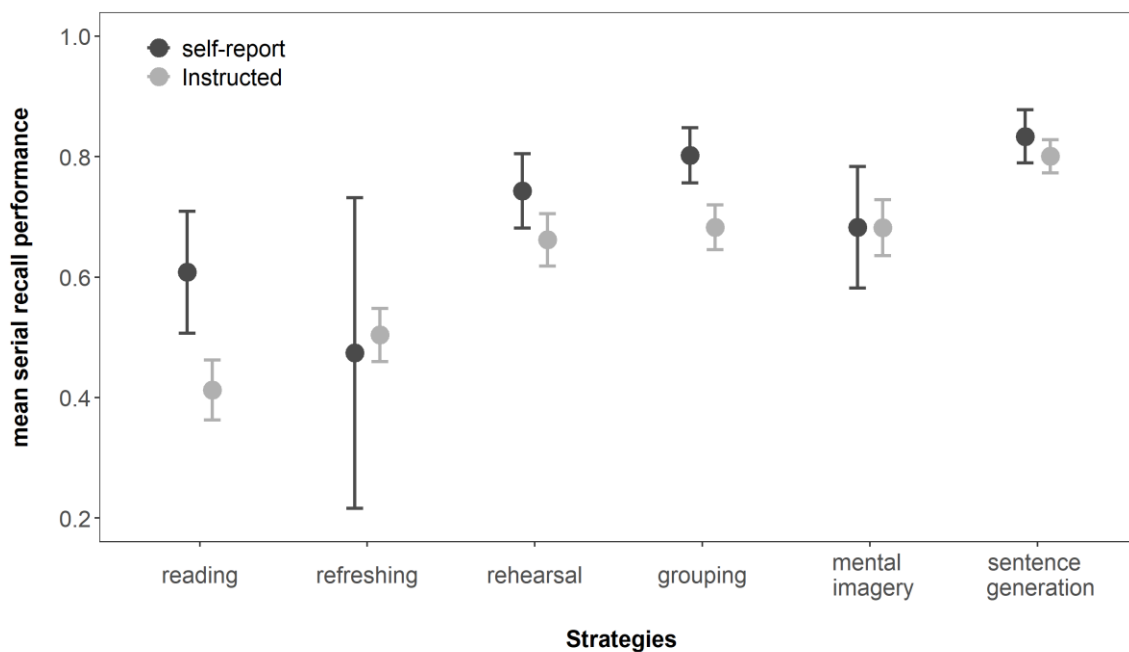 1.0
self-report
Instructed
0.8
0.6
0.4
0.2
mean serial recall performance
reading
refreshing
rehearsal
grouping
mental
imagery
sentence
generation
Strategies